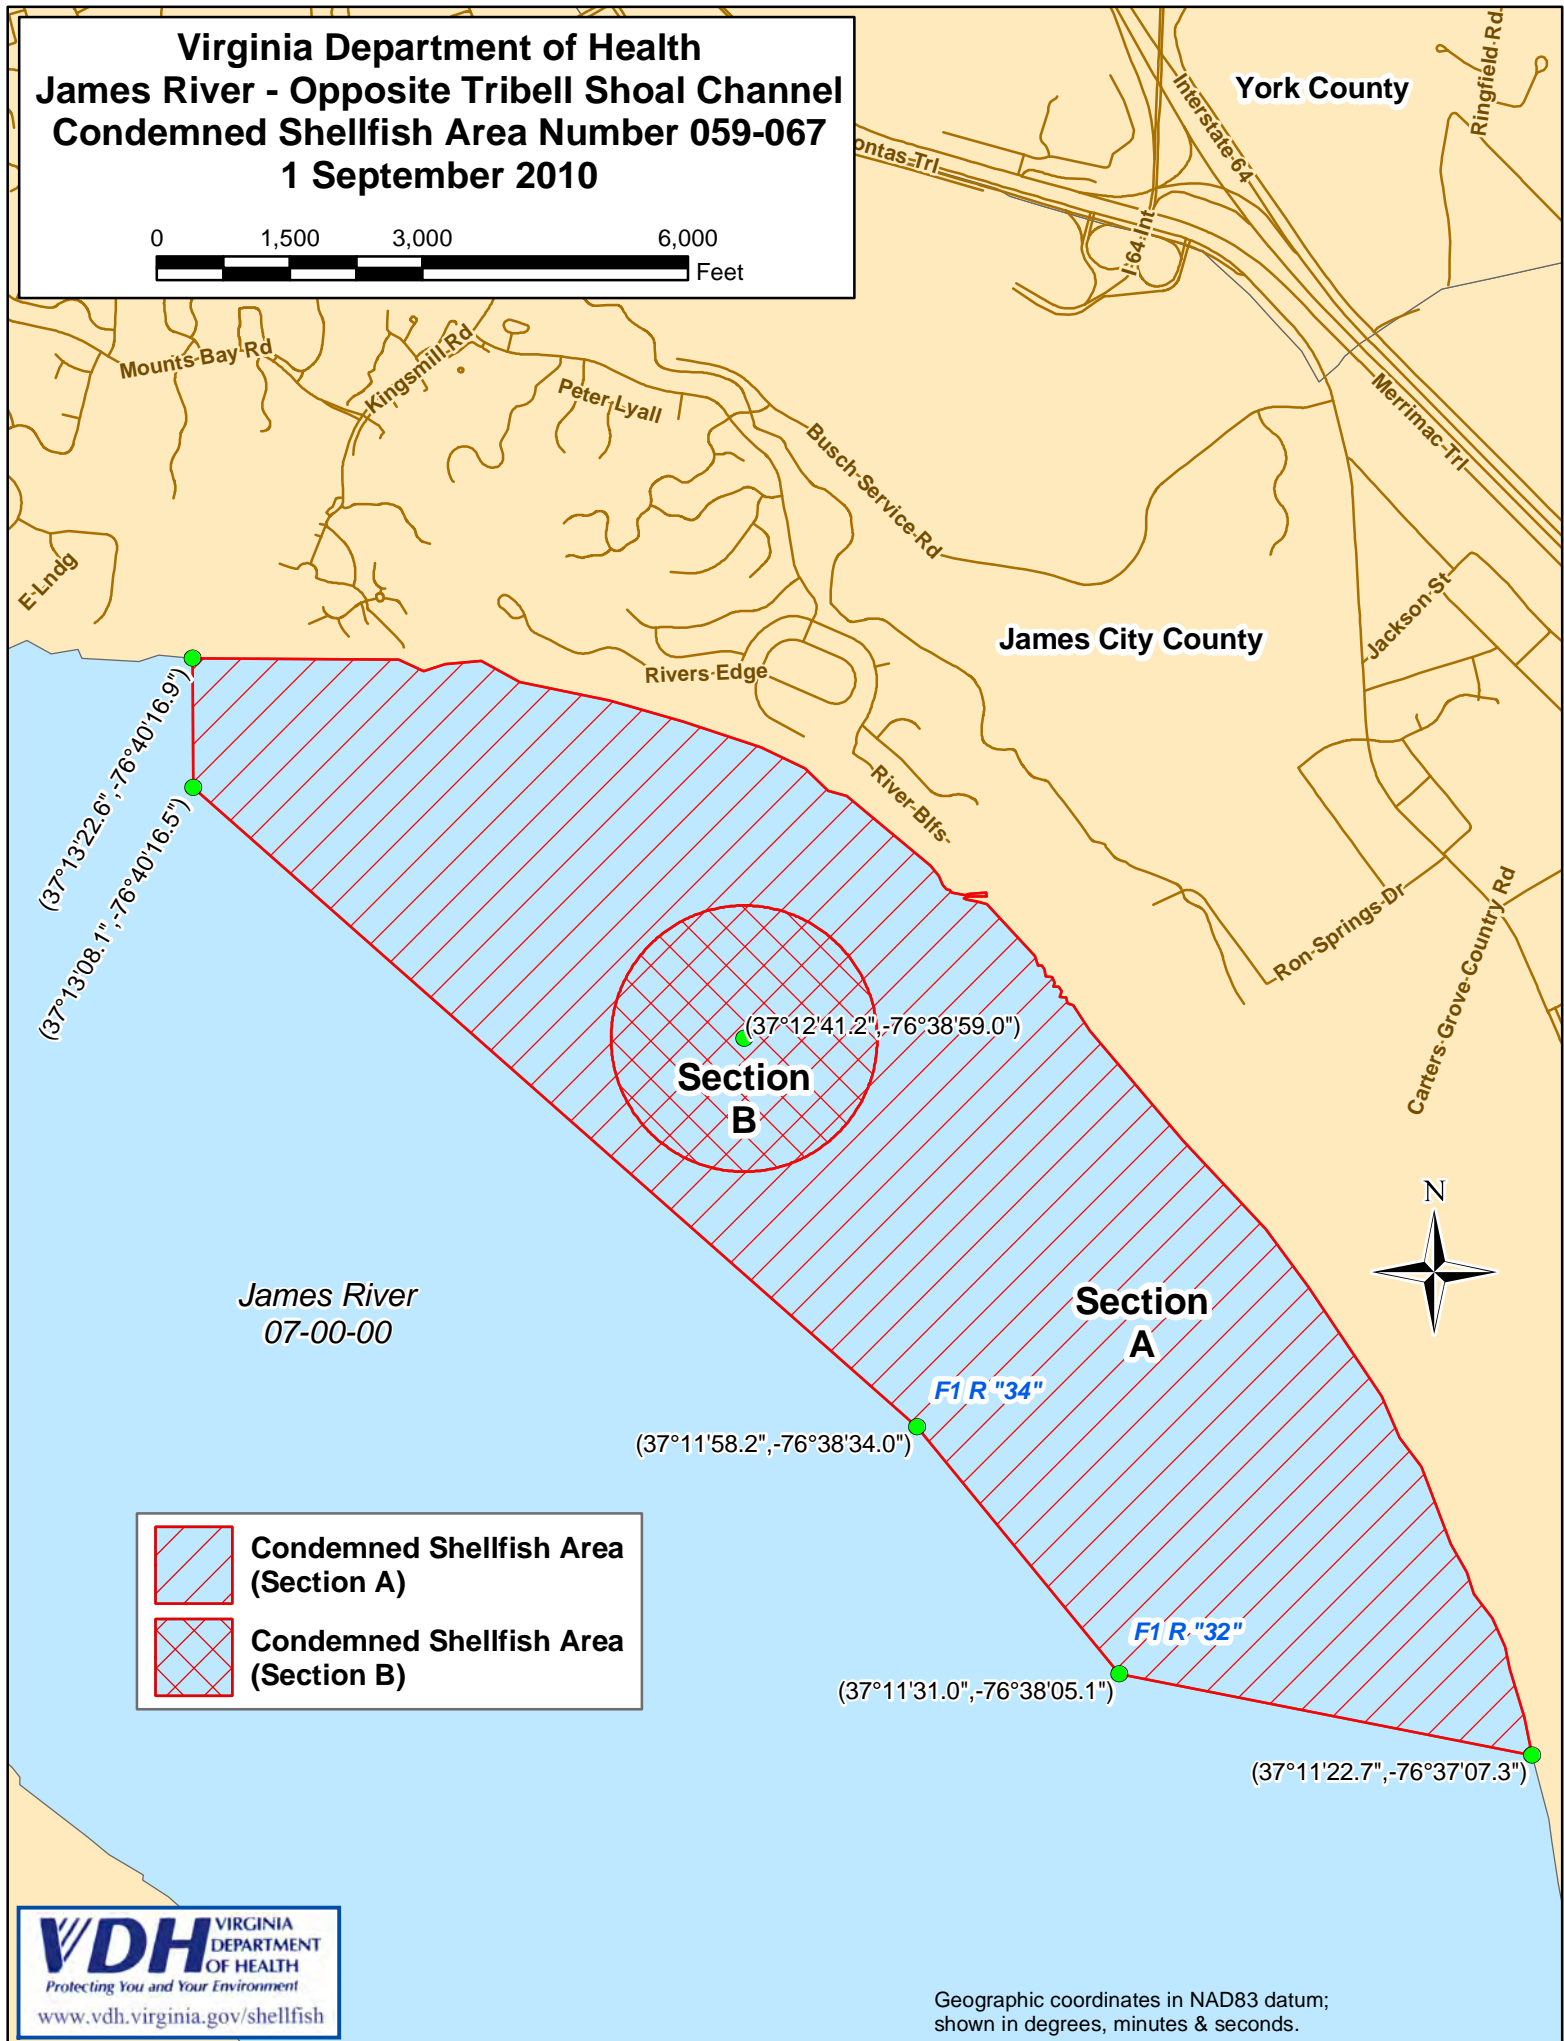 Virginia Department of Health
James River - Opposite Tribell Shoal Channel
Condemned Shellfish Area Number 059-067
1 September 2010
0 1,500 3,000 6,000
Feet
York County
Ringfield Rd
Interstate 64
ontas Trl
I-64 Int
Mounts Bay Rd
Kingsmill Rd
Peter Lyall
Busch Service Rd
Merrimac Trl
E Lndg
Jackson St
James City County
Rivers Edge
River Blfs
Ron Springs Dr
Carters Grove Country Rd
(37°13'22.6",-76°40'16.9")
(37°13'08.1",-76°40'16.5")
(37°12'41.2",-76°38'59.0")
Section
B
N
James River
07-00-00
Section
A
F1 R "34"
(37°11'58.2",-76°38'34.0")
Condemned Shellfish Area
(Section A)
Condemned Shellfish Area
(Section B)
F1 R "32"
(37°11'31.0",-76°38'05.1")
(37°11'22.7",-76°37'07.3")
VDH VIRGINIA
DEPARTMENT
OF HEALTH
Protecting You and Your Environment
www.vdh.virginia.gov/shellfish
Geographic coordinates in NAD83 datum;
shown in degrees, minutes & seconds.